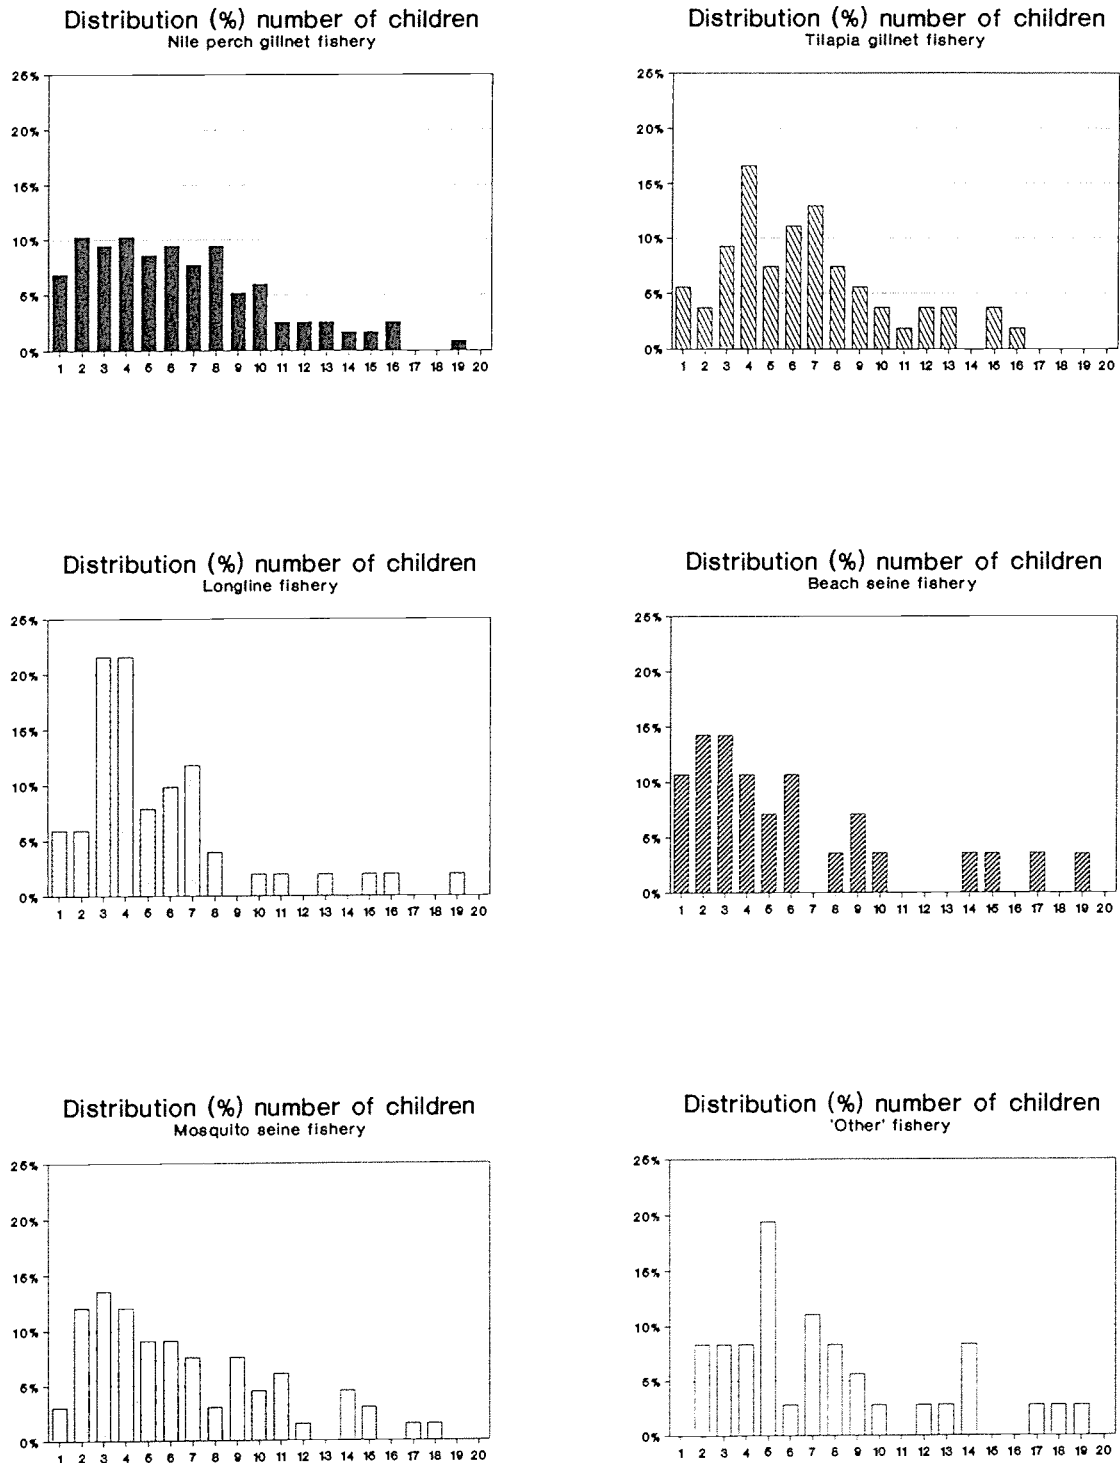 Distribution (%) number of children
Nile perch gillnet fishery
25%
20%
15%
10%
5%
0%
1 2 3 4 5 6 7 8 9 10 11 12 13 14 15 16 17 18 19 20
Distribution (%) number of children
Tilapia gillnet fishery
25%
20%
15%
10%
5%
0%
1 2 3 4 5 6 7 8 9 10 11 12 13 14 15 16 17 18 19 20
Distribution (%) number of children
Longline fishery
25%
20%
15%
10%
5%
0%
1 2 3 4 5 6 7 8 9 10 11 12 13 14 15 16 17 18 19 20
Distribution (%) number of children
Beach seine fishery
25%
20%
15%
10%
5%
0%
1 2 3 4 5 6 7 8 9 10 11 12 13 14 15 16 17 18 19 20
Distribution (%) number of children
Mosquito seine fishery
25%
20%
15%
10%
5%
0%
1 2 3 4 5 6 7 8 9 10 11 12 13 14 15 16 17 18 19 20
Distribution (%) number of children
'Other' fishery
25%
20%
15%
10%
5%
0%
1 2 3 4 5 6 7 8 9 10 11 12 13 14 15 16 17 18 19 20